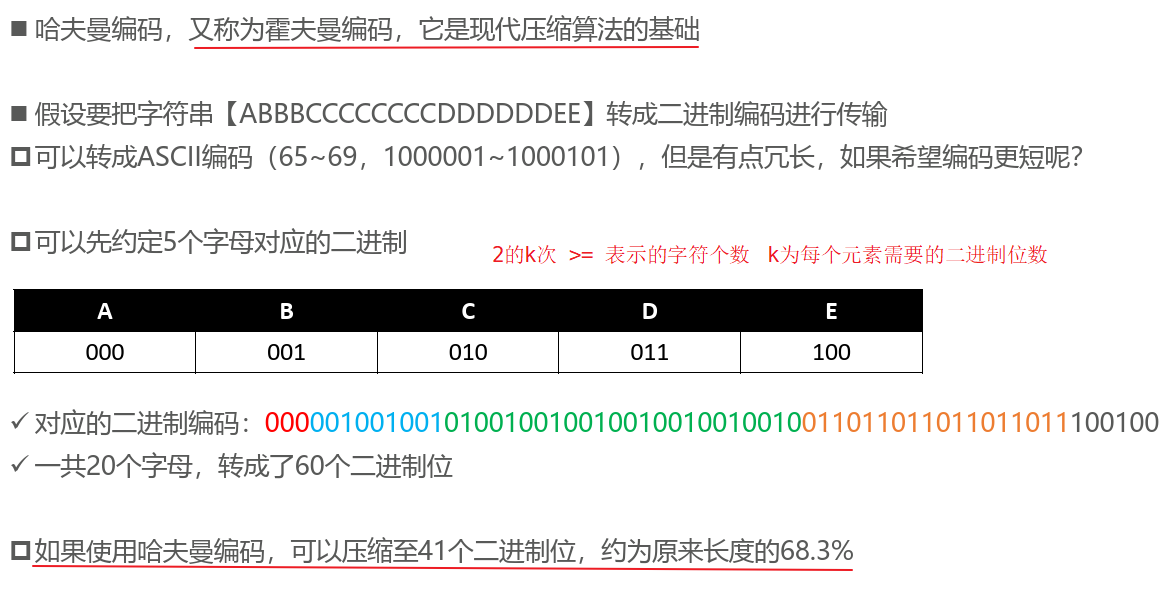 哈夫曼编码，又称为霍夫曼编码，它是现代压缩算法的基础
假设要把字符串【ABBBCCCCCCCCDDDDDDEE】转成二进制编码进行传输
可以转成ASCII编码（65~69，1000001~1000101），但是有点冗长，如果希望编码更短呢？
可以先约定5个字母对应的二进制
2的k次 >= 表示的字符个数 k为每个元素需要的二进制位数
A B C D E
000 001 010 011 100
对应的二进制编码：000001001001010010010010010010010010011011011011011011100100
一共20个字母，转成了60个二进制位
如果使用哈夫曼编码，可以压缩至41个二进制位，约为原来长度的68.3%